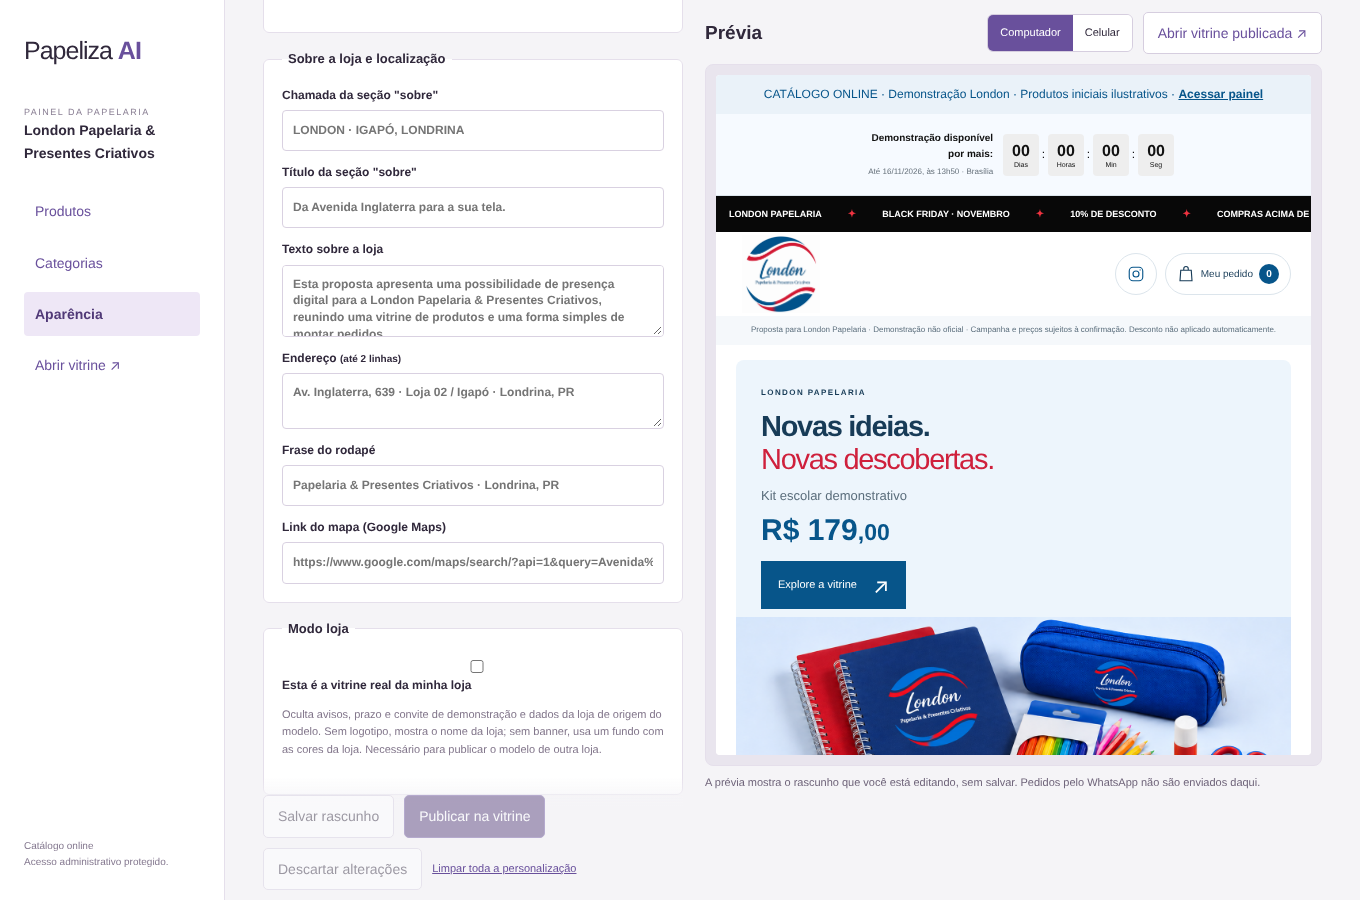 Papeliza AI
PAINEL DA PAPELARIA
London Papelaria &
Presentes Criativos
Produtos
Categorias
Aparência
Abrir vitrine
Catálogo online
Acesso administrativo protegido.
Sobre a loja e localização
Chamada da seção "sobre"
LONDON · IGAPÓ, LONDRINA
Título da seção "sobre"
Da Avenida Inglaterra para a sua tela.
Texto sobre a loja
Esta proposta apresenta uma possibilidade de presença
digital para a London Papelaria & Presentes Criativos,
reunindo uma vitrine de produtos e uma forma simples de
montar pedidos
Endereço (até 2 linhas)
Av. Inglaterra, 639 · Loja 02 / Igapó · Londrina, PR
Frase do rodapé
Papelaria & Presentes Criativos · Londrina, PR
Link do mapa (Google Maps)
https://www.google.com/maps/search/?api=1&query=Avenida%
Modo loja
Esta é a vitrine real da minha loja
Oculta avisos, prazo e convite de demonstração e dados da loja de origem do
modelo. Sem logotipo, mostra o nome da loja; sem banner, usa um fundo com
as cores da loja. Necessário para publicar o modelo de outra loja.
Salvar rascunho
Publicar na vitrine
Descartar alterações
Limpar toda a personalização
Prévia
Computador
Celular
Abrir vitrine publicada
CATÁLOGO ONLINE · Demonstração London · Produtos iniciais ilustrativos · Acessar painel
Demonstração disponível
por mais:
Até 16/11/2026, às 13h50 · Brasília
00 : 00 : 00 : 00
Dias Horas Min Seg
LONDON PAPELARIA ✦ BLACK FRIDAY · NOVEMBRO ✦ 10% DE DESCONTO ✦ COMPRAS ACIMA DE
London
Papelaria & Presentes Criativos
Meu pedido 0
Proposta para London Papelaria · Demonstração não oficial · Campanha e preços sujeitos à confirmação. Desconto não aplicado automaticamente.
LONDON PAPELARIA
Novas ideias.
Novas descobertas.
Kit escolar demonstrativo
R$ 179,00
Explore a vitrine
London
Papelaria & Presentes Criativos
London
Papelaria & Presentes Criativos
London
A prévia mostra o rascunho que você está editando, sem salvar. Pedidos pelo WhatsApp não são enviados daqui.